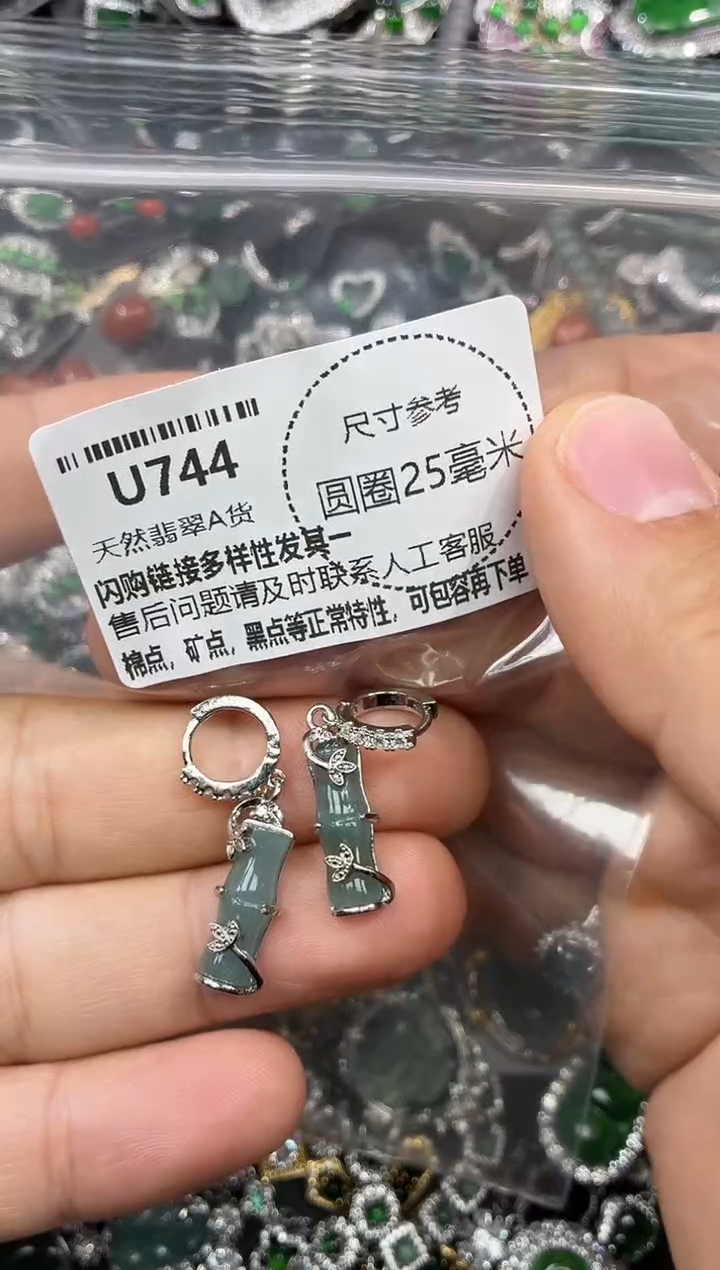 U744
尺寸参考
圆圈25毫米
天然翡翠A货
闪购链接多样性发其一
售后问题请及时联系人工客服
棉点，矿点，黑点等正常特性，可包容再下单